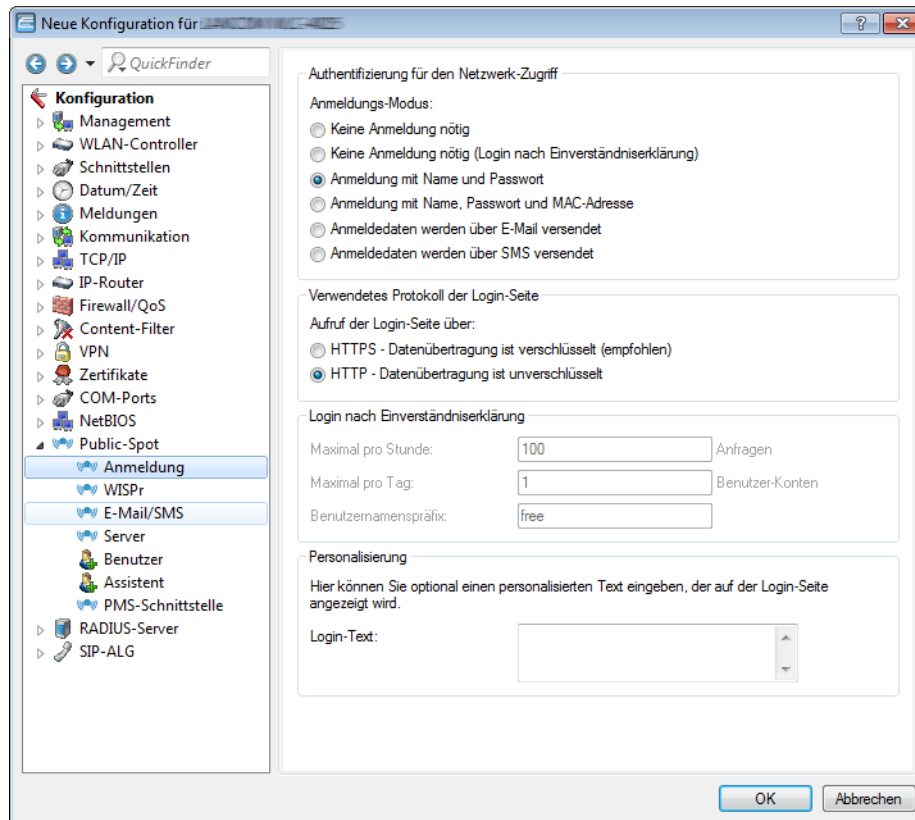 Neue Konfiguration für
QuickFinder
Konfiguration
Management
WLAN-Controller
Schnittstellen
Datum/Zeit
Meldungen
Kommunikation
TCP/IP
IP-Router
Firewall/QoS
Content-Filter
VPN
Zertifikate
COM-Ports
NetBIOS
Public-Spot
Anmeldung
WISPr
E-Mail/SMS
Server
Benutzer
Assistent
PMS-Schnittstelle
RADIUS-Server
SIP-ALG
Authentifizierung für den Netzwerk-Zugriff
Anmeldungs-Modus:
Keine Anmeldung nötig
Keine Anmeldung nötig (Login nach Einverständniserklärung)
Anmeldung mit Name und Passwort
Anmeldung mit Name, Passwort und MAC-Adresse
Anmeldedaten werden über E-Mail versendet
Anmeldedaten werden über SMS versendet
Verwendetes Protokoll der Login-Seite
Aufruf der Login-Seite über:
HTTPS - Datenübertragung ist verschlüsselt (empfohlen)
HTTP - Datenübertragung ist unverschlüsselt
Login nach Einverständniserklärung
Maximal pro Stunde: 100 Anfragen
Maximal pro Tag: 1 Benutzer-Konten
Benutzernamenspräfix: free
Personalisierung
Hier können Sie optional einen personalisierten Text eingeben, der auf der Login-Seite
angezeigt wird.
Login-Text:
OK Abbrechen